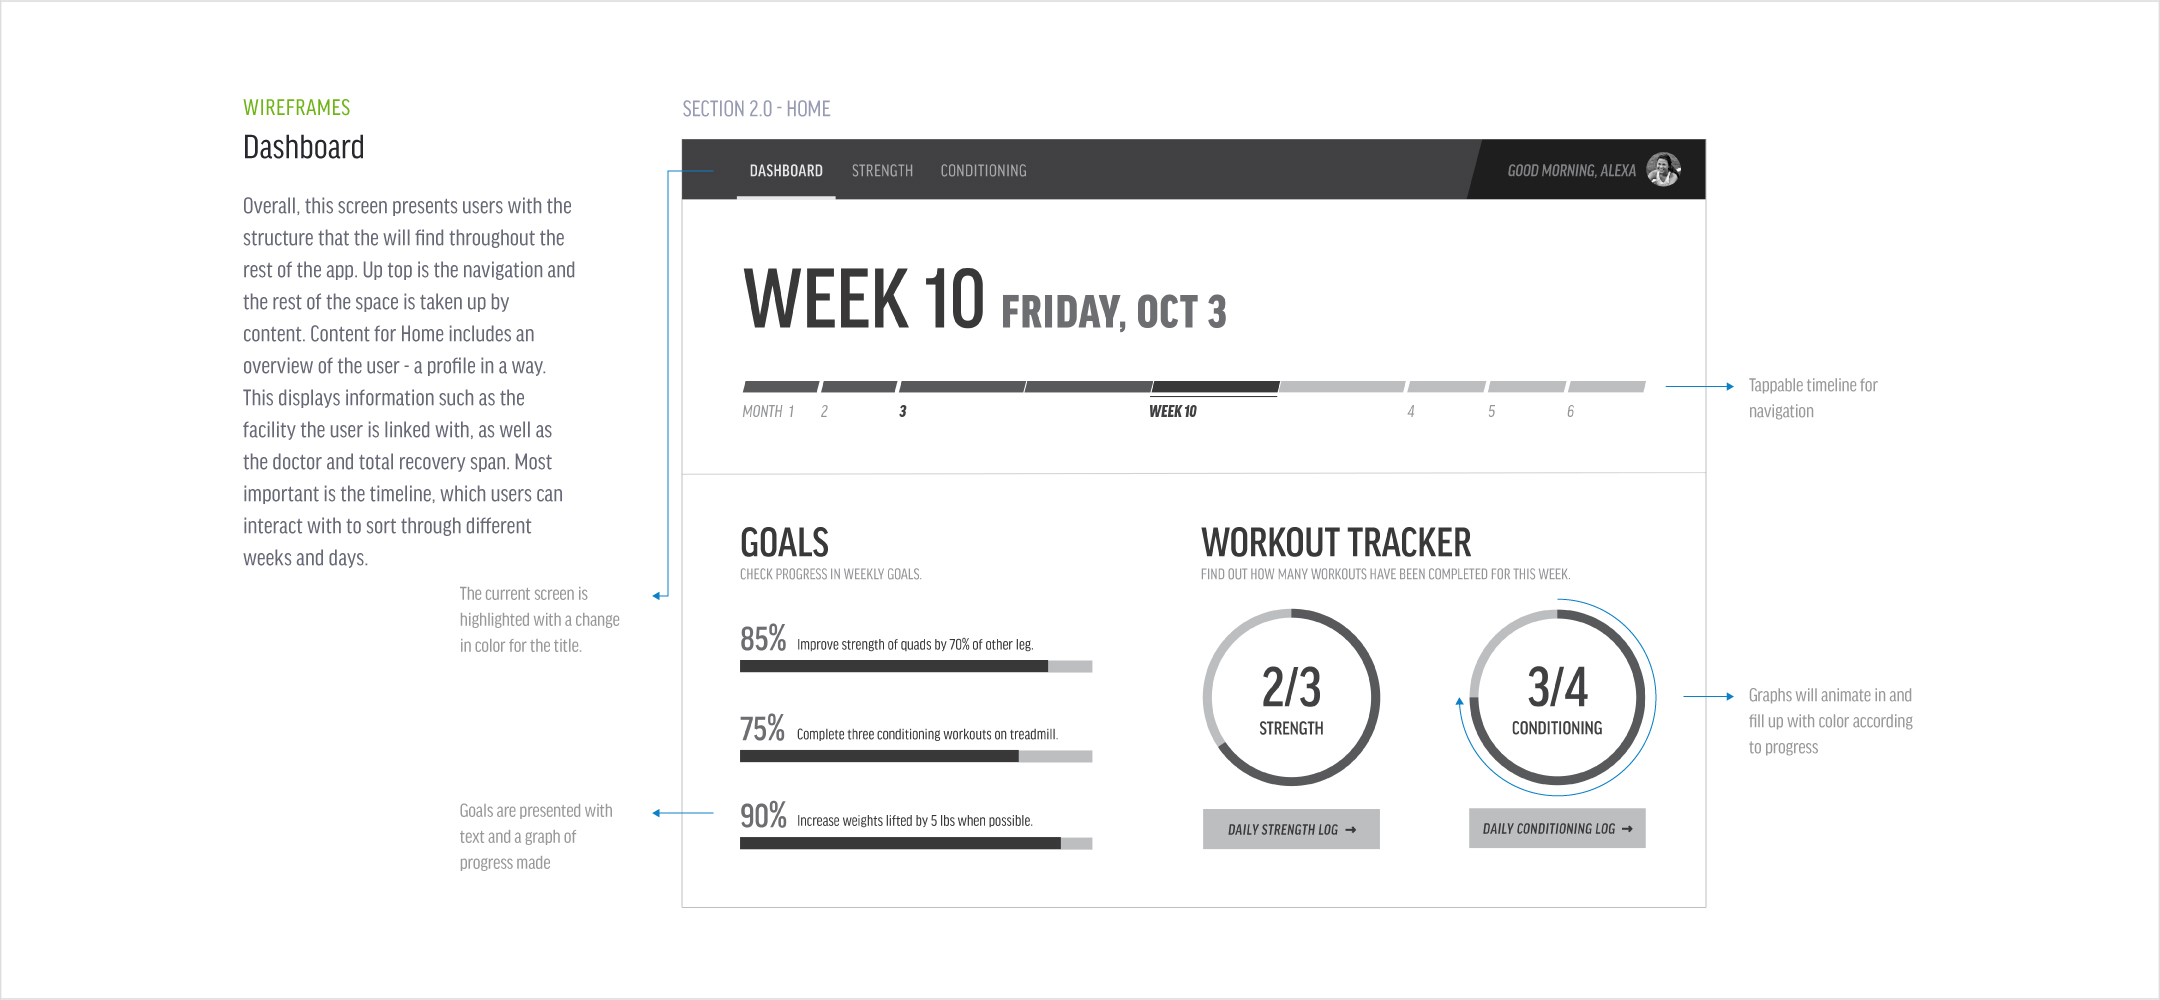 WIREFRAMES
Dashboard
Overall, this screen presents users with the
structure that the will find throughout the
rest of the app. Up top is the navigation and
the rest of the space is taken up by
content. Content for Home includes an
overview of the user - a profile in a way.
This displays information such as the
facility the user is linked with, as well as
the doctor and total recovery span. Most
important is the timeline, which users can
interact with to sort through different
weeks and days.
The current screen is
highlighted with a change
in color for the title.
Goals are presented with
text and a graph of
progress made
SECTION 2.0 - HOME
DASHBOARD STRENGTH CONDITIONING GOOD MORNING, ALEXA
WEEK 10 FRIDAY, OCT 3
MONTH 1 2 3 WEEK 10 4 5 6
Tappable timeline for
navigation
GOALS
CHECK PROGRESS IN WEEKLY GOALS.
85% Improve strength of quads by 70% of other leg.
75% Complete three conditioning workouts on treadmill.
90% Increase weights lifted by 5 lbs when possible.
WORKOUT TRACKER
FIND OUT HOW MANY WORKOUTS HAVE BEEN COMPLETED FOR THIS WEEK.
2/3
STRENGTH
DAILY STRENGTH LOG →
3/4
CONDITIONING
DAILY CONDITIONING LOG →
Graphs will animate in and
fill up with color according
to progress